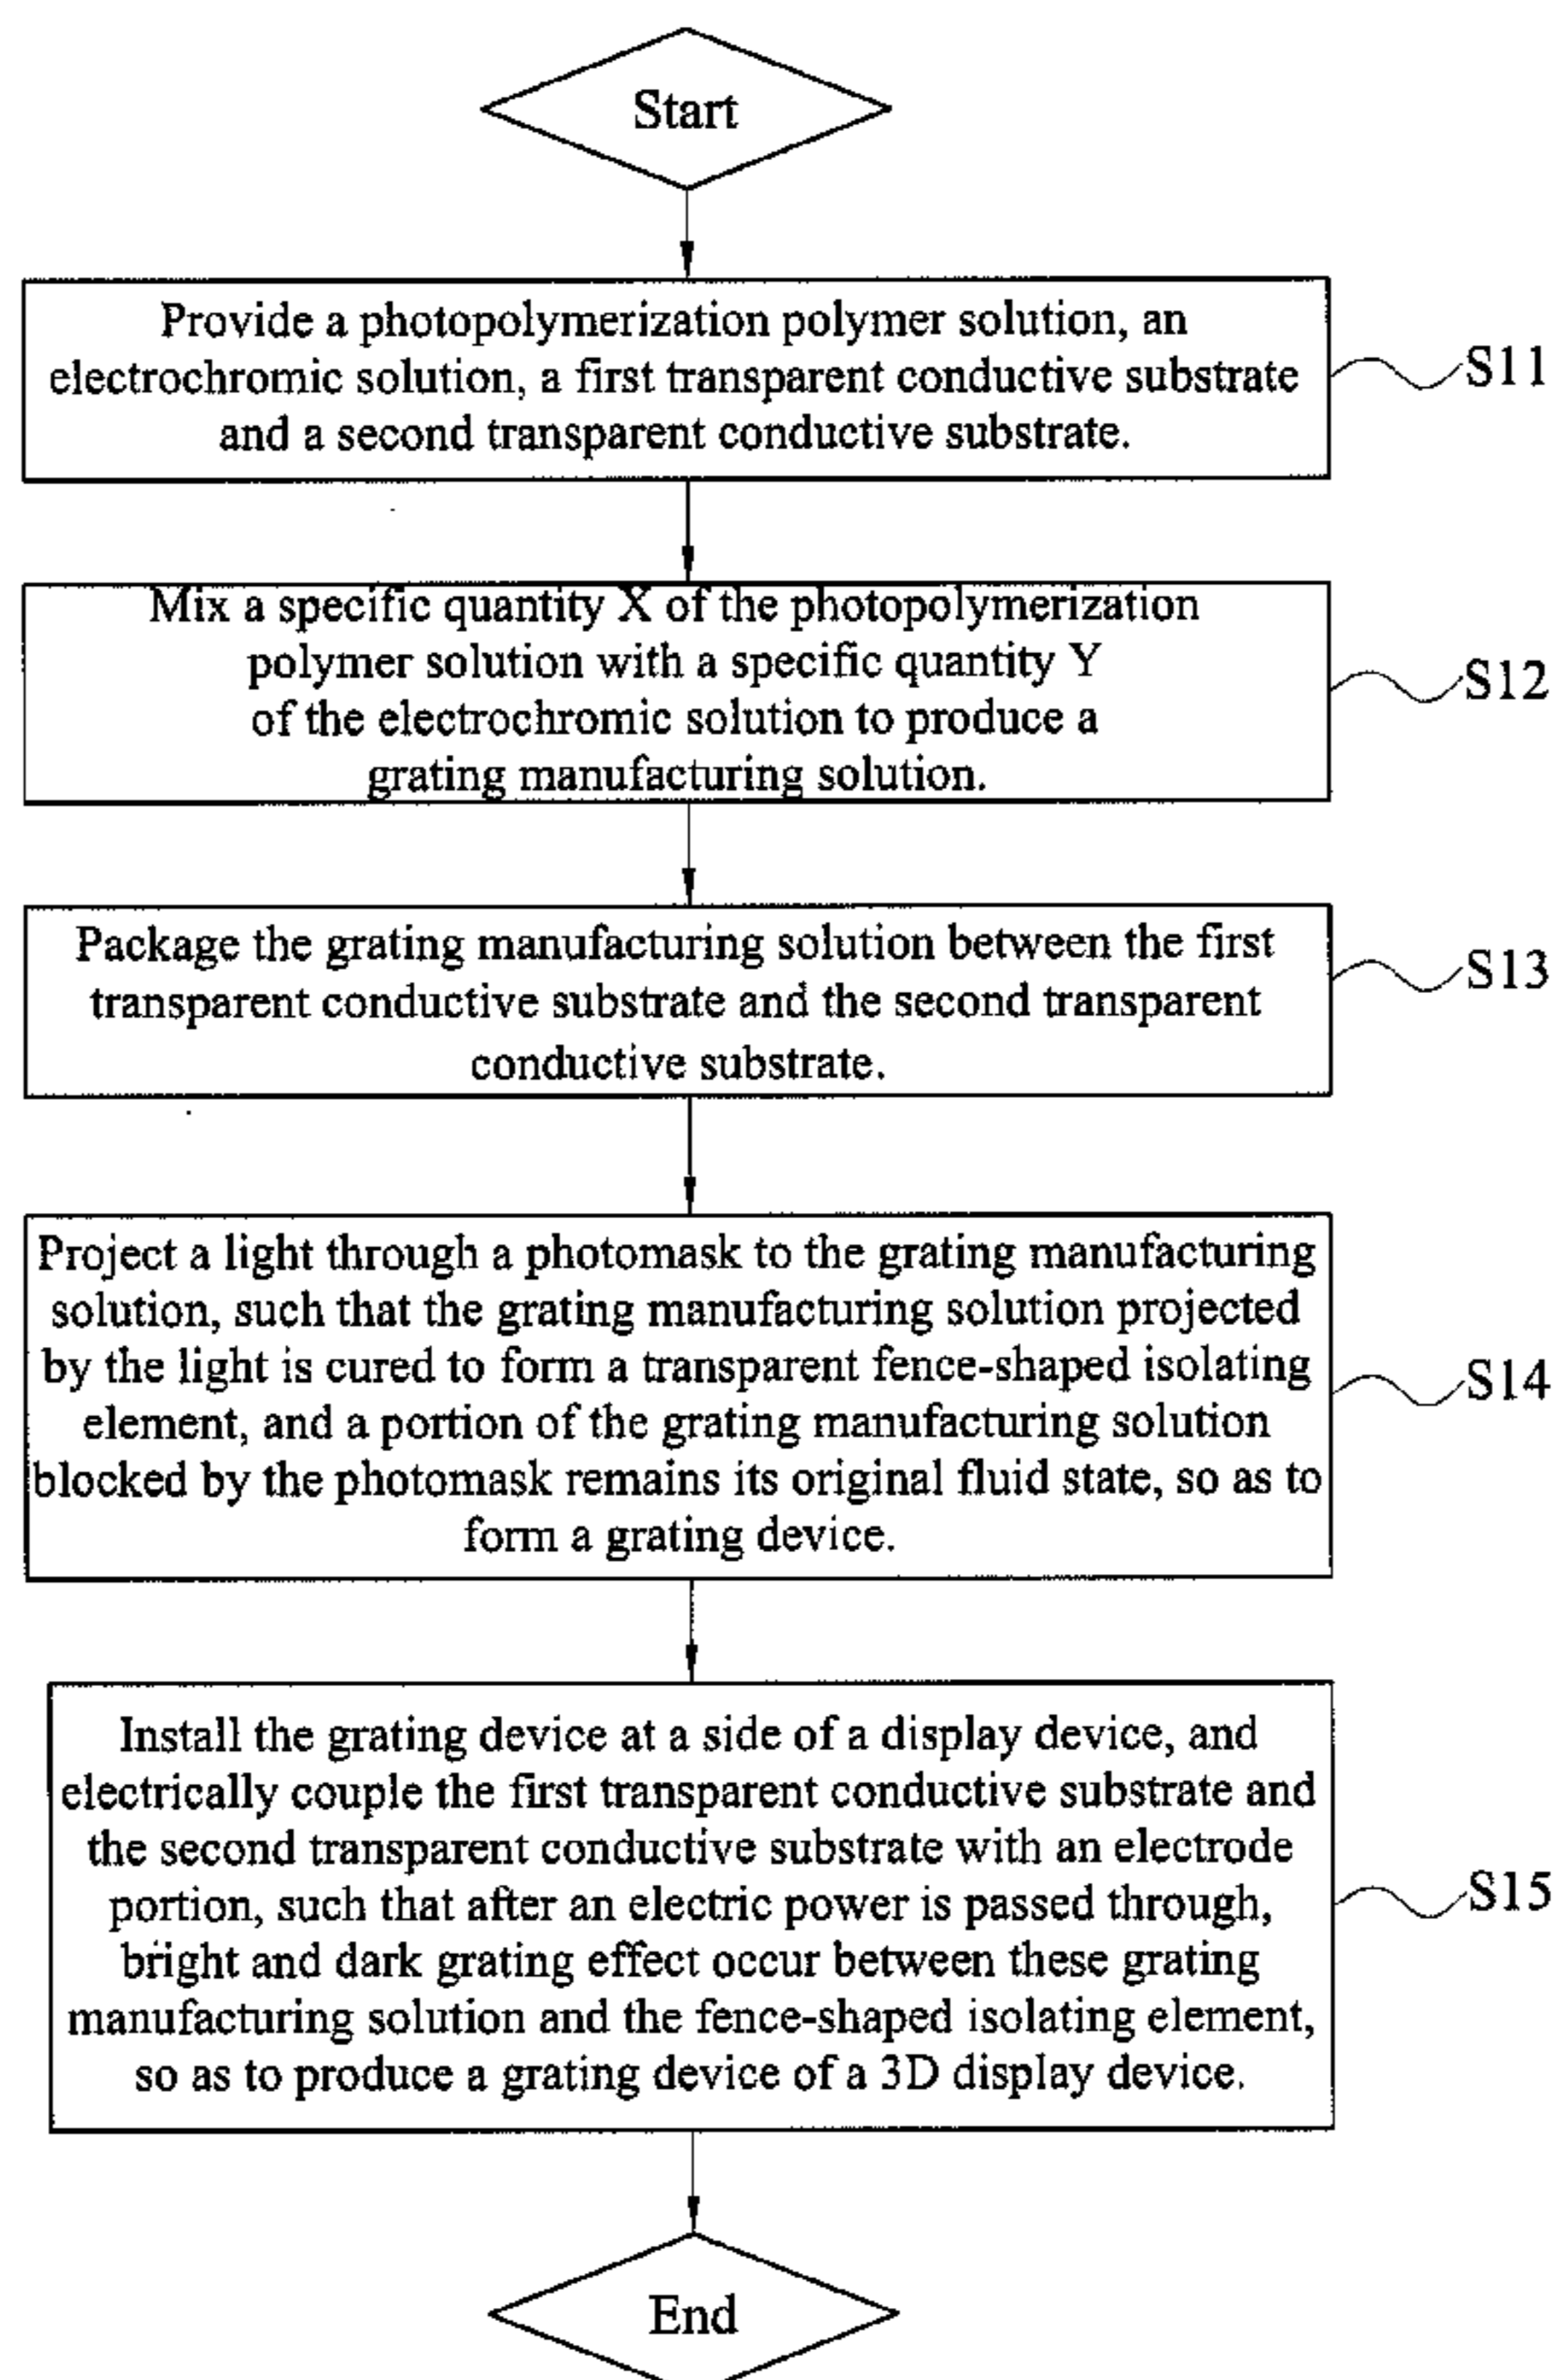 Start
Provide a photopolymerization polymer solution, an
electrochromic solution, a first transparent conductive substrate
and a second transparent conductive substrate.
S11
Mix a specific quantity X of the photopolymerization
polymer solution with a specific quantity Y
of the electrochromic solution to produce a
grating manufacturing solution.
S12
Package the grating manufacturing solution between the first
transparent conductive substrate and the second transparent
conductive substrate.
S13
Project a light through a photomask to the grating manufacturing
solution, such that the grating manufacturing solution projected
by the light is cured to form a transparent fence-shaped isolating
element, and a portion of the grating manufacturing solution
blocked by the photomask remains its original fluid state, so as to
form a grating device.
S14
Install the grating device at a side of a display device, and
electrically couple the first transparent conductive substrate and
the second transparent conductive substrate with an electrode
portion, such that after an electric power is passed through,
bright and dark grating effect occur between these grating
manufacturing solution and the fence-shaped isolating element,
so as to produce a grating device of a 3D display device.
S15
End